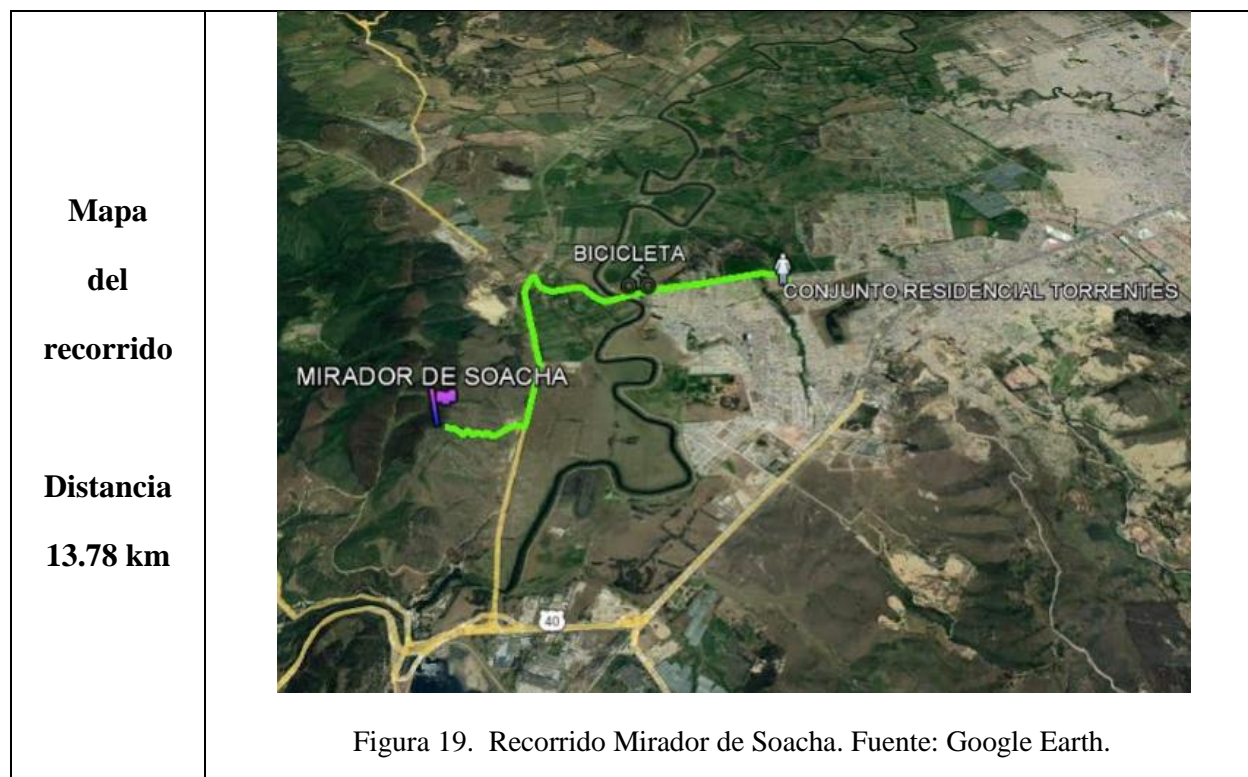 Mapa
del
recorrido
Distancia
13.78 km
BICICLETA
CONJUNTO RESIDENCIAL TORRENTES
MIRADOR DE SOACHA
40
Figura 19. Recorrido Mirador de Soacha. Fuente: Google Earth.